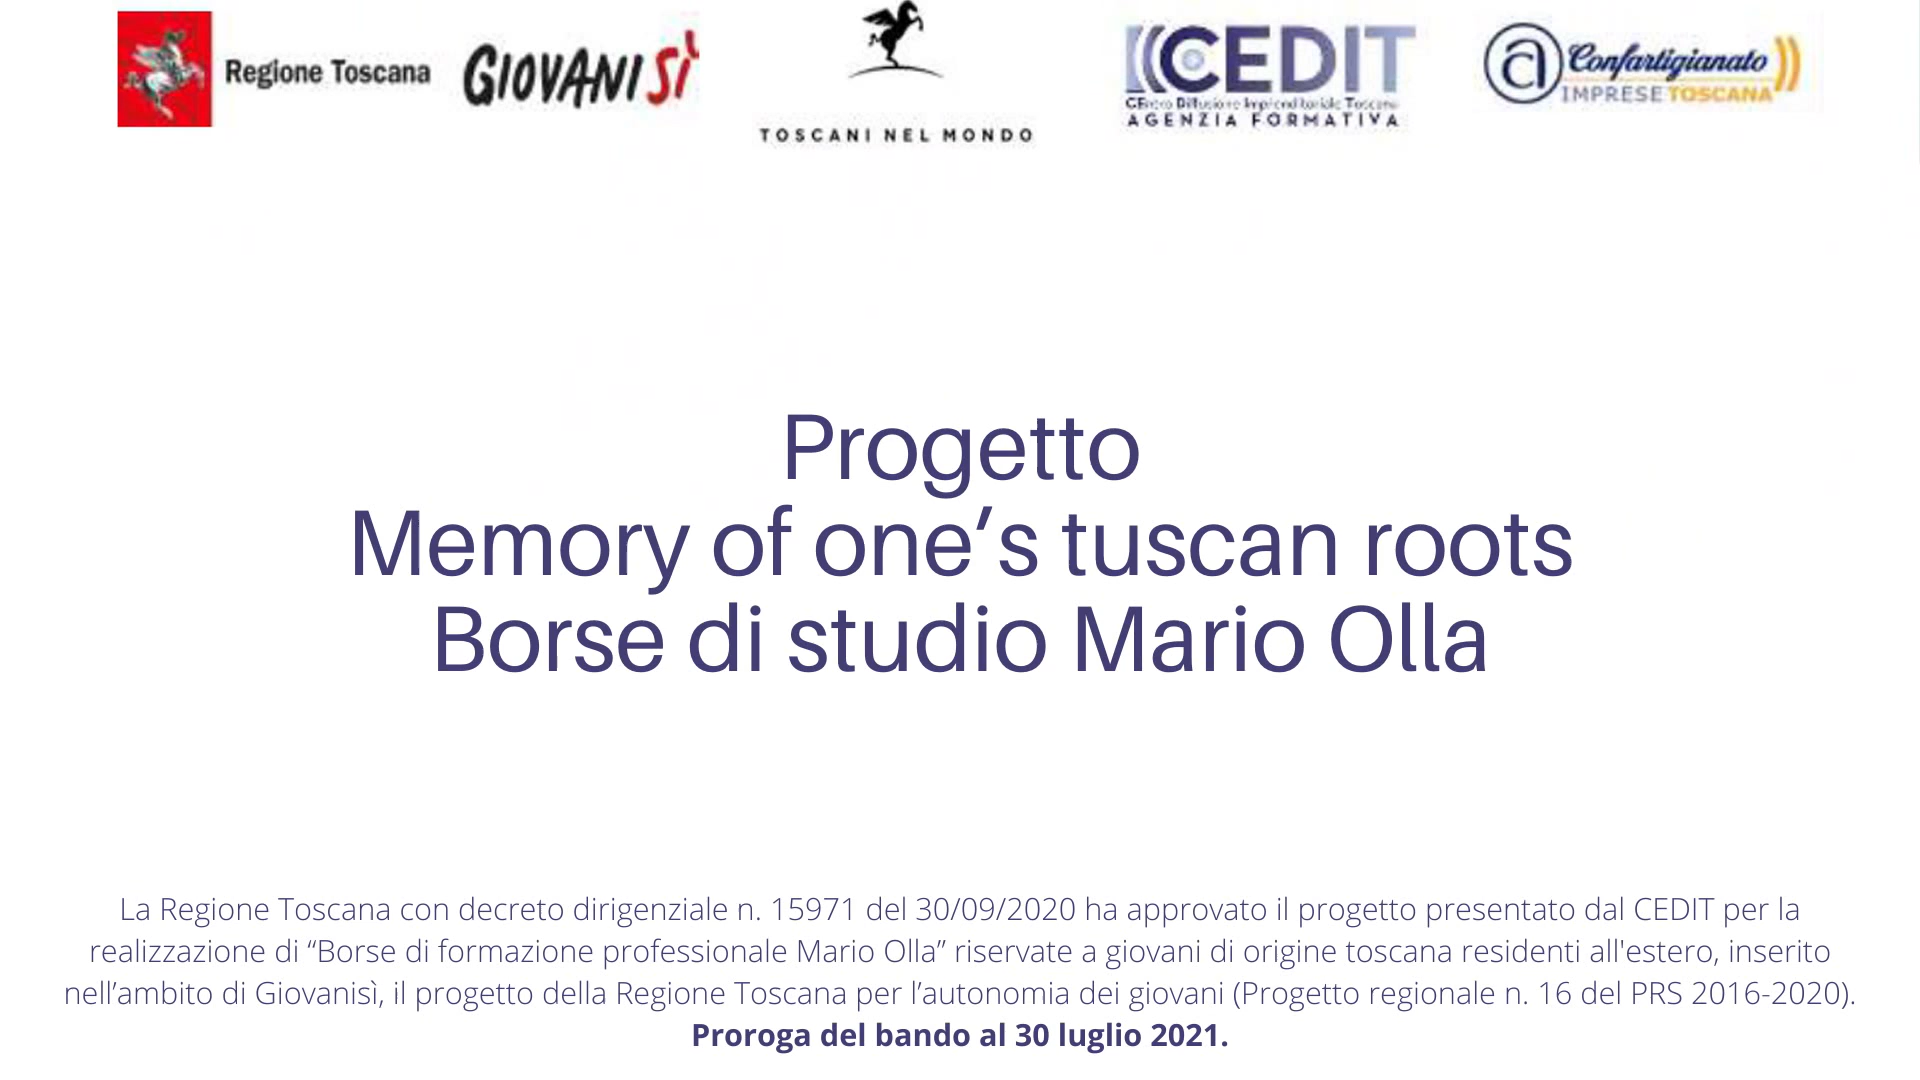 Regione Toscana
GIOVANISÌ
TOSCANI NEL MONDO
CEDIT
CEntro Diffusione Imprenditoriale Toscana
AGENZIA FORMATIVA
Confartigianato
IMPRESE TOSCANA
Progetto
Memory of one’s tuscan roots
Borse di studio Mario Olla
La Regione Toscana con decreto dirigenziale n. 15971 del 30/09/2020 ha approvato il progetto presentato dal CEDIT per la
realizzazione di “Borse di formazione professionale Mario Olla” riservate a giovani di origine toscana residenti all'estero, inserito
nell’ambito di Giovanisì, il progetto della Regione Toscana per l’autonomia dei giovani (Progetto regionale n. 16 del PRS 2016-2020).
Proroga del bando al 30 luglio 2021.